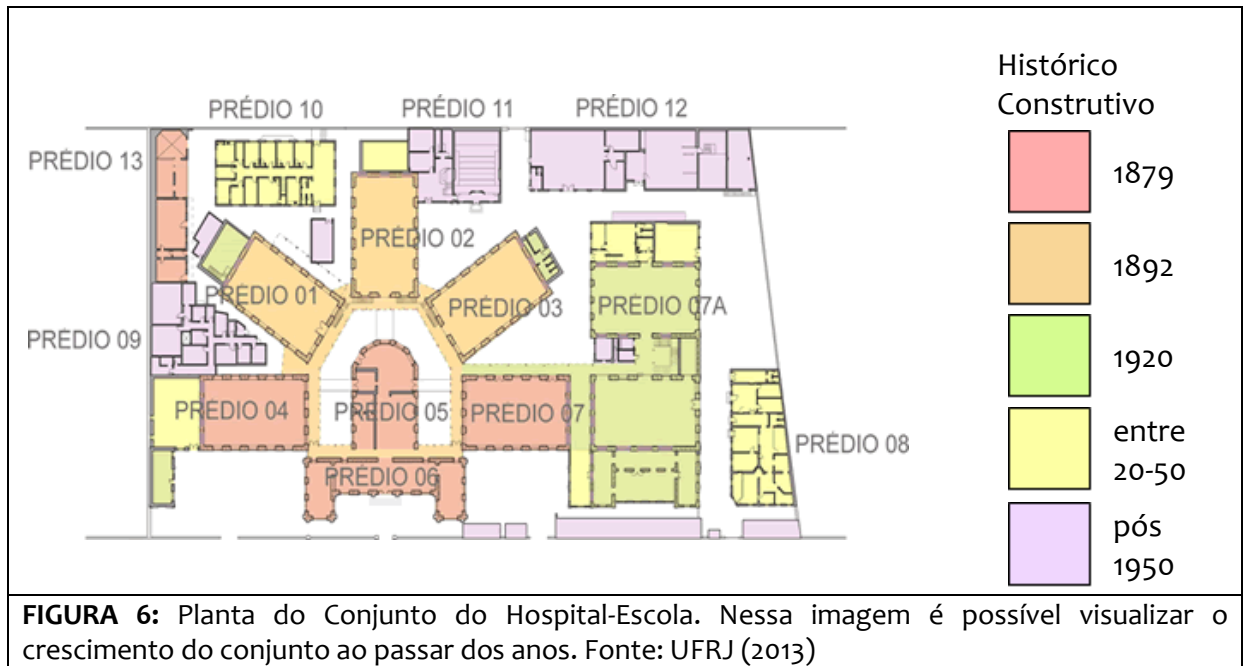 Histórico
Construtivo
1879
1892
1920
entre
20-50
pós
1950
PRÉDIO 10
PRÉDIO 11
PRÉDIO 12
PRÉDIO 13
PRÉDIO 02
PRÉDIO 01
PRÉDIO 03
PRÉDIO 07A
PRÉDIO 09
PRÉDIO 04
PRÉDIO 05
PRÉDIO 07
PRÉDIO 08
PRÉDIO 06
FIGURA 6: Planta do Conjunto do Hospital-Escola. Nessa imagem é possível visualizar o
crescimento do conjunto ao passar dos anos. Fonte: UFRJ (2013)